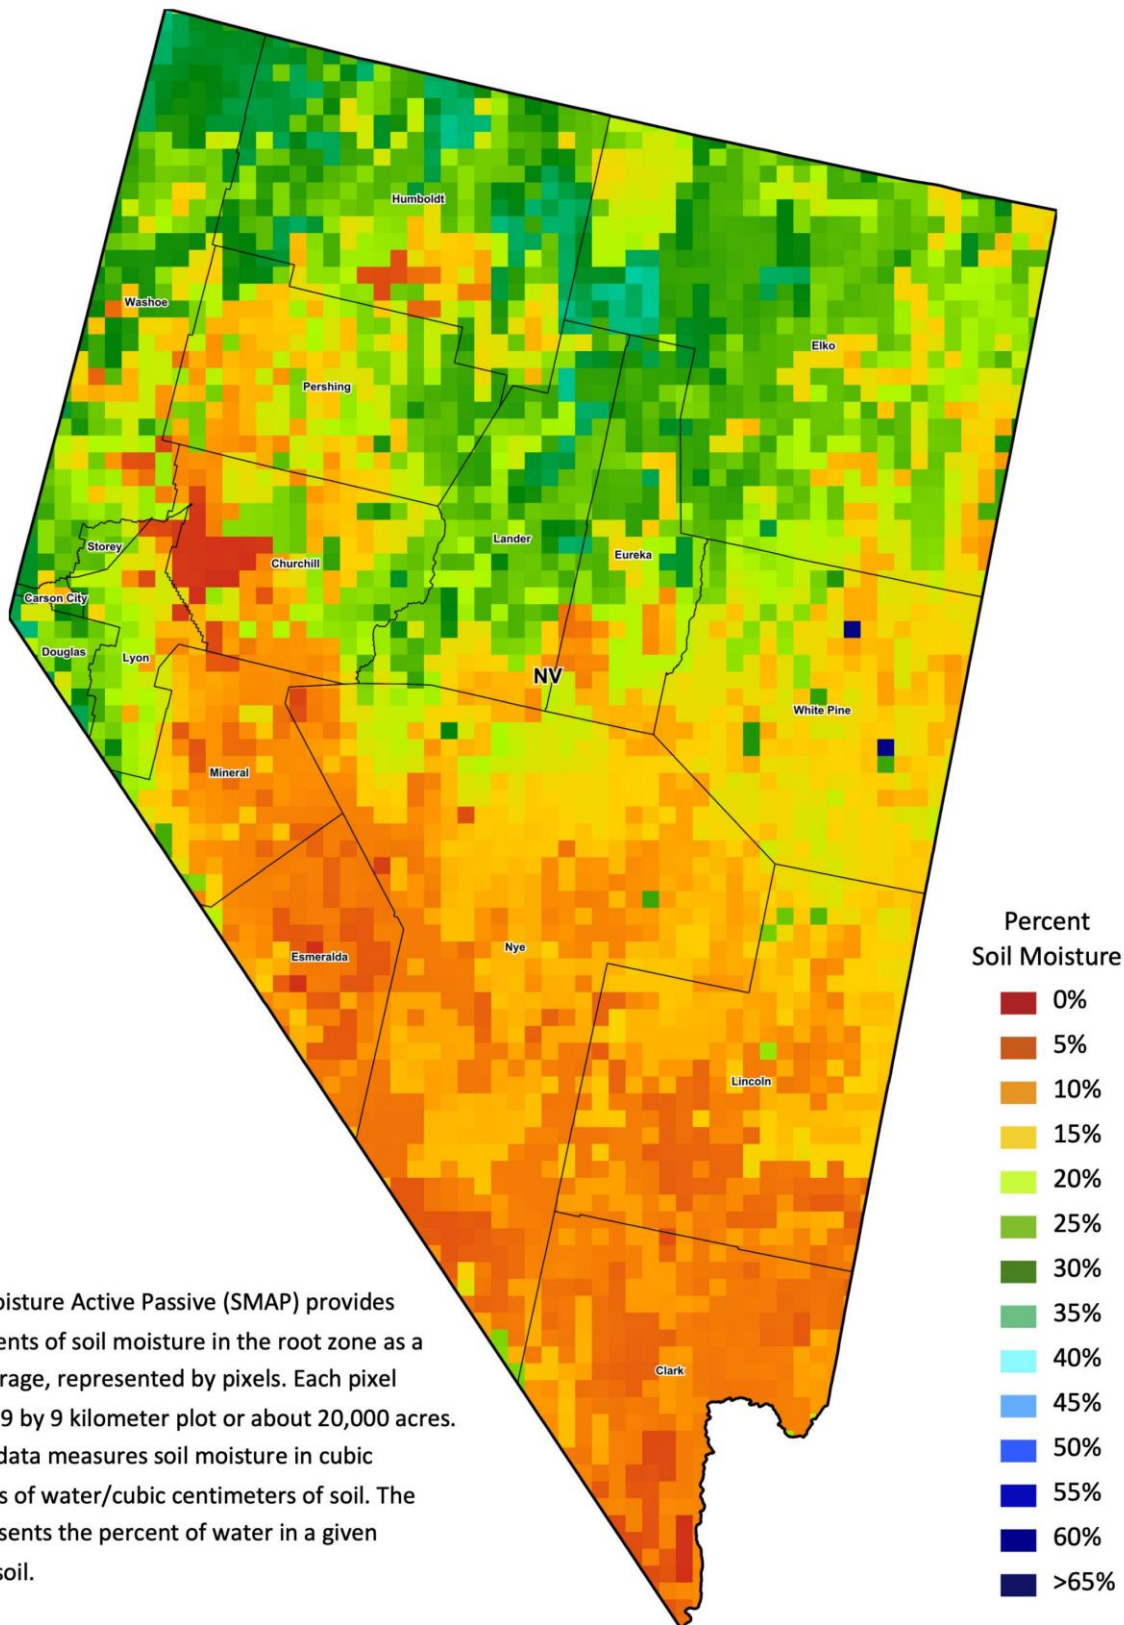 Humboldt
Washoe
Elko
Pershing
Storey
Churchill
Lander
Eureka
Carson City
Douglas
Lyon
NV
White Pine
Mineral
Esmeralda
Nye
Lincoln
Clark
Percent
Soil Moisture
0%
5%
10%
15%
20%
25%
30%
35%
40%
45%
50%
55%
60%
>65%
Active Passive (SMAP) provides
of soil moisture in the root zone as a
represented by pixels. Each pixel
9 by 9 kilometer plot or about 20,000 acres.
data measures soil moisture in cubic
of water/cubic centimeters of soil. The
the percent of water in a given
soil.